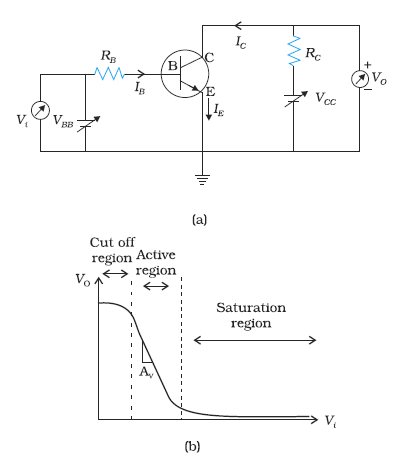 I_C
R_B
R_C
B
C
+
V_O
I_B
E
−
V_i
V_BB
I_E
V_CC
(a)
Cut off
region
Active
region
V_O
Saturation
region
A_v
V_i
(b)